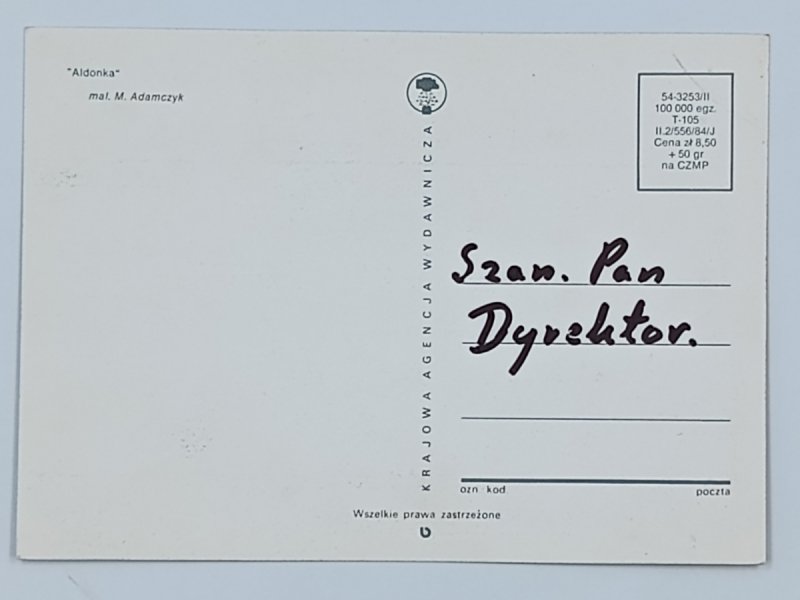 "Aldonka"
mal. M. Adamczyk
KRAJOWA AGENCJA WYDAWNICZA
54-3253/II
100 000 egz.
T-105
II.2/556/84/J
Cena zł 8,50
+ 50 gr
na CZMP
Szan. Pan
Dyrektor.
ozn. kod
poczta
Wszelkie prawa zastrzeżone